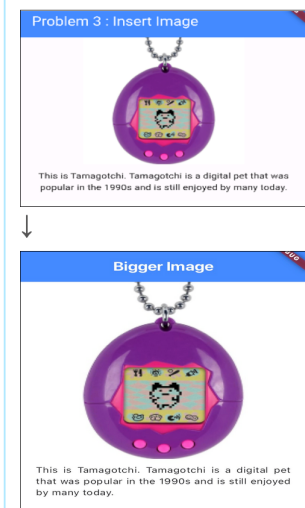 Problem 3 : Insert Image
This is Tamagotchi. Tamagotchi is a digital pet that was
popular in the 1990s and is still enjoyed by many today.
↓
Bigger Image
This is Tamagotchi. Tamagotchi is a digital pet
that was popular in the 1990s and is still enjoyed
by many today.